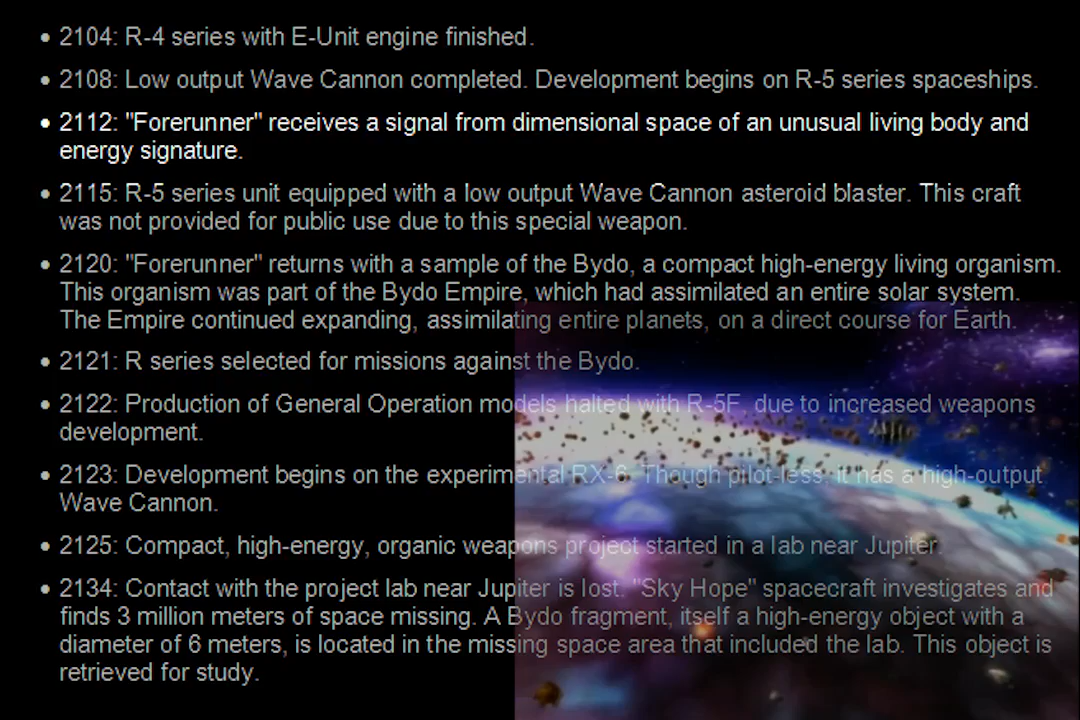 • 2104: R-4 series with E-Unit engine finished.
• 2108: Low output Wave Cannon completed. Development begins on R-5 series spaceships.
• 2112: "Forerunner" receives a signal from dimensional space of an unusual living body and
energy signature.
• 2115: R-5 series unit equipped with a low output Wave Cannon asteroid blaster. This craft
was not provided for public use due to this special weapon.
• 2120: "Forerunner" returns with a sample of the Bydo, a compact high-energy living organism.
This organism was part of the Bydo Empire, which had assimilated an entire solar system.
The Empire continued expanding, assimilating entire planets, on a direct course for Earth.
• 2121: R series selected for missions against the Bydo.
• 2122: Production of General Operation models halted with R-5F, due to increased weapons
development.
• 2123: Development begins on the experimental RX-6. Though pilot-less, it has a high-output
Wave Cannon.
• 2125: Compact, high-energy, organic weapons project started in a lab near Jupiter.
• 2134: Contact with the project lab near Jupiter is lost. "Sky Hope" spacecraft investigates and
finds 3 million meters of space missing. A Bydo fragment, itself a high-energy object with a
diameter of 6 meters, is located in the missing space area that included the lab. This object is
retrieved for study.